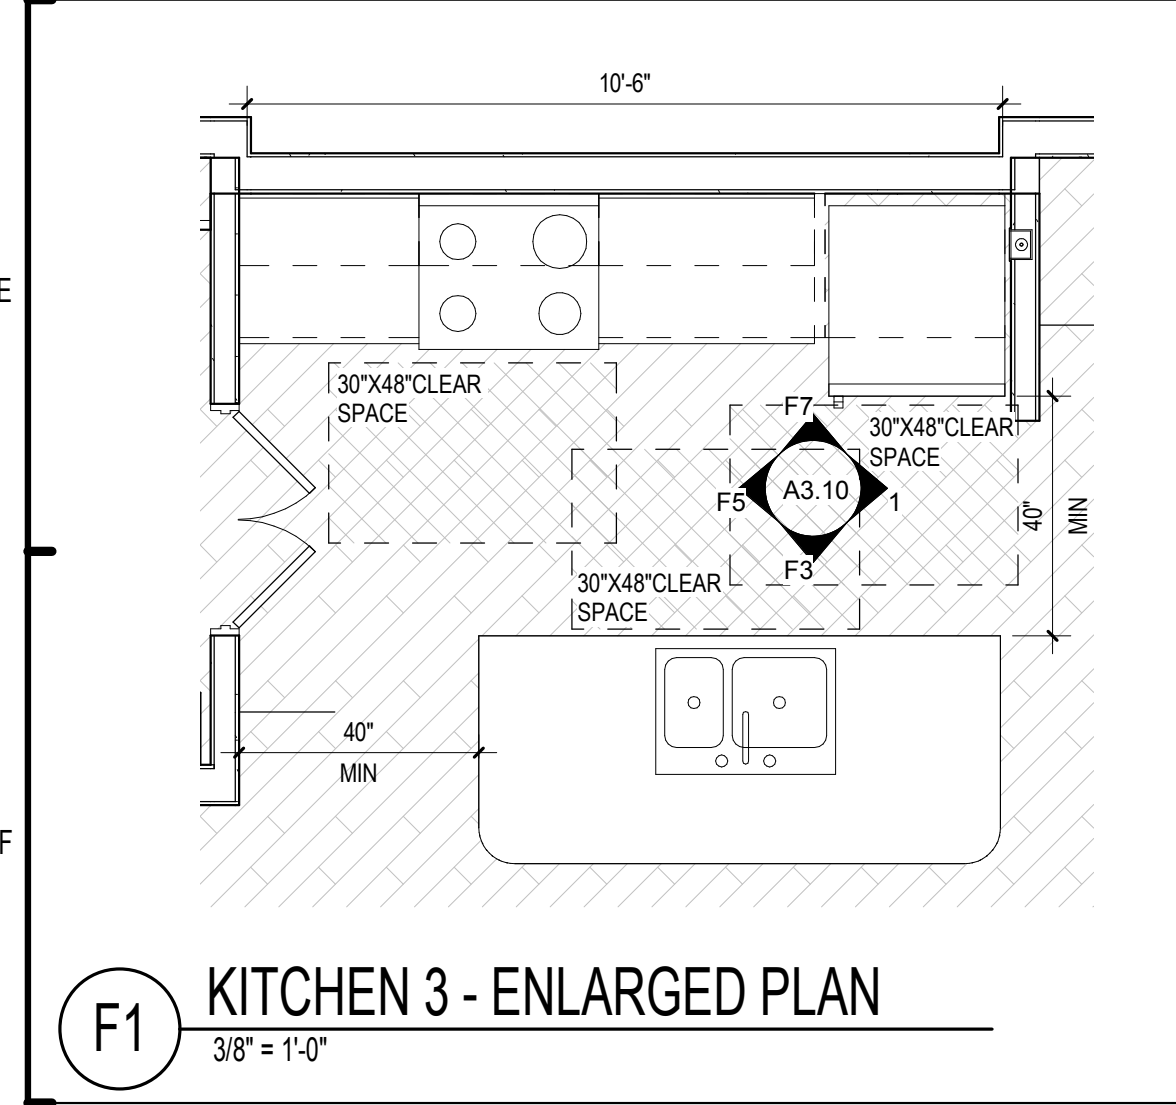 10'-6"
E
30"X48"CLEAR
SPACE
F7
30"X48"CLEAR
SPACE
F5
A3.10
1
40"
MIN
F3
30"X48"CLEAR
SPACE
40"
MIN
F
F1
KITCHEN 3 - ENLARGED PLAN
3/8" = 1'-0"